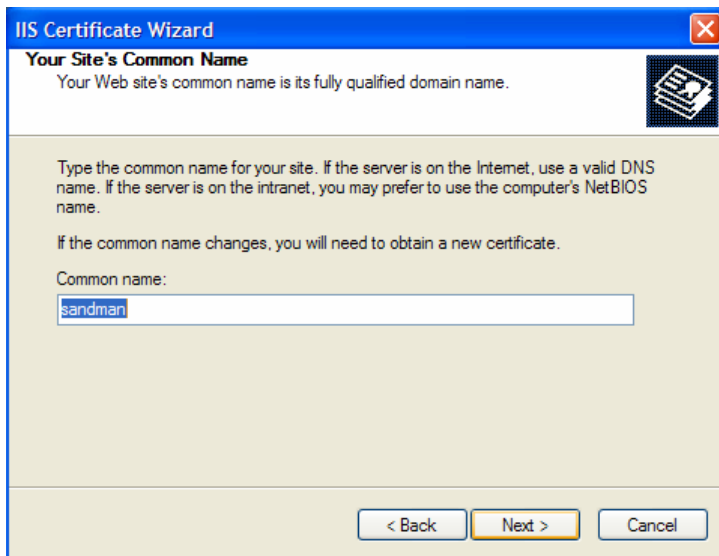 IIS Certificate Wizard
Your Site's Common Name
Your Web site's common name is its fully qualified domain name.
Type the common name for your site. If the server is on the Internet, use a valid DNS
name. If the server is on the intranet, you may prefer to use the computer's NetBIOS
name.
If the common name changes, you will need to obtain a new certificate.
Common name:
sandman
< Back Next > Cancel